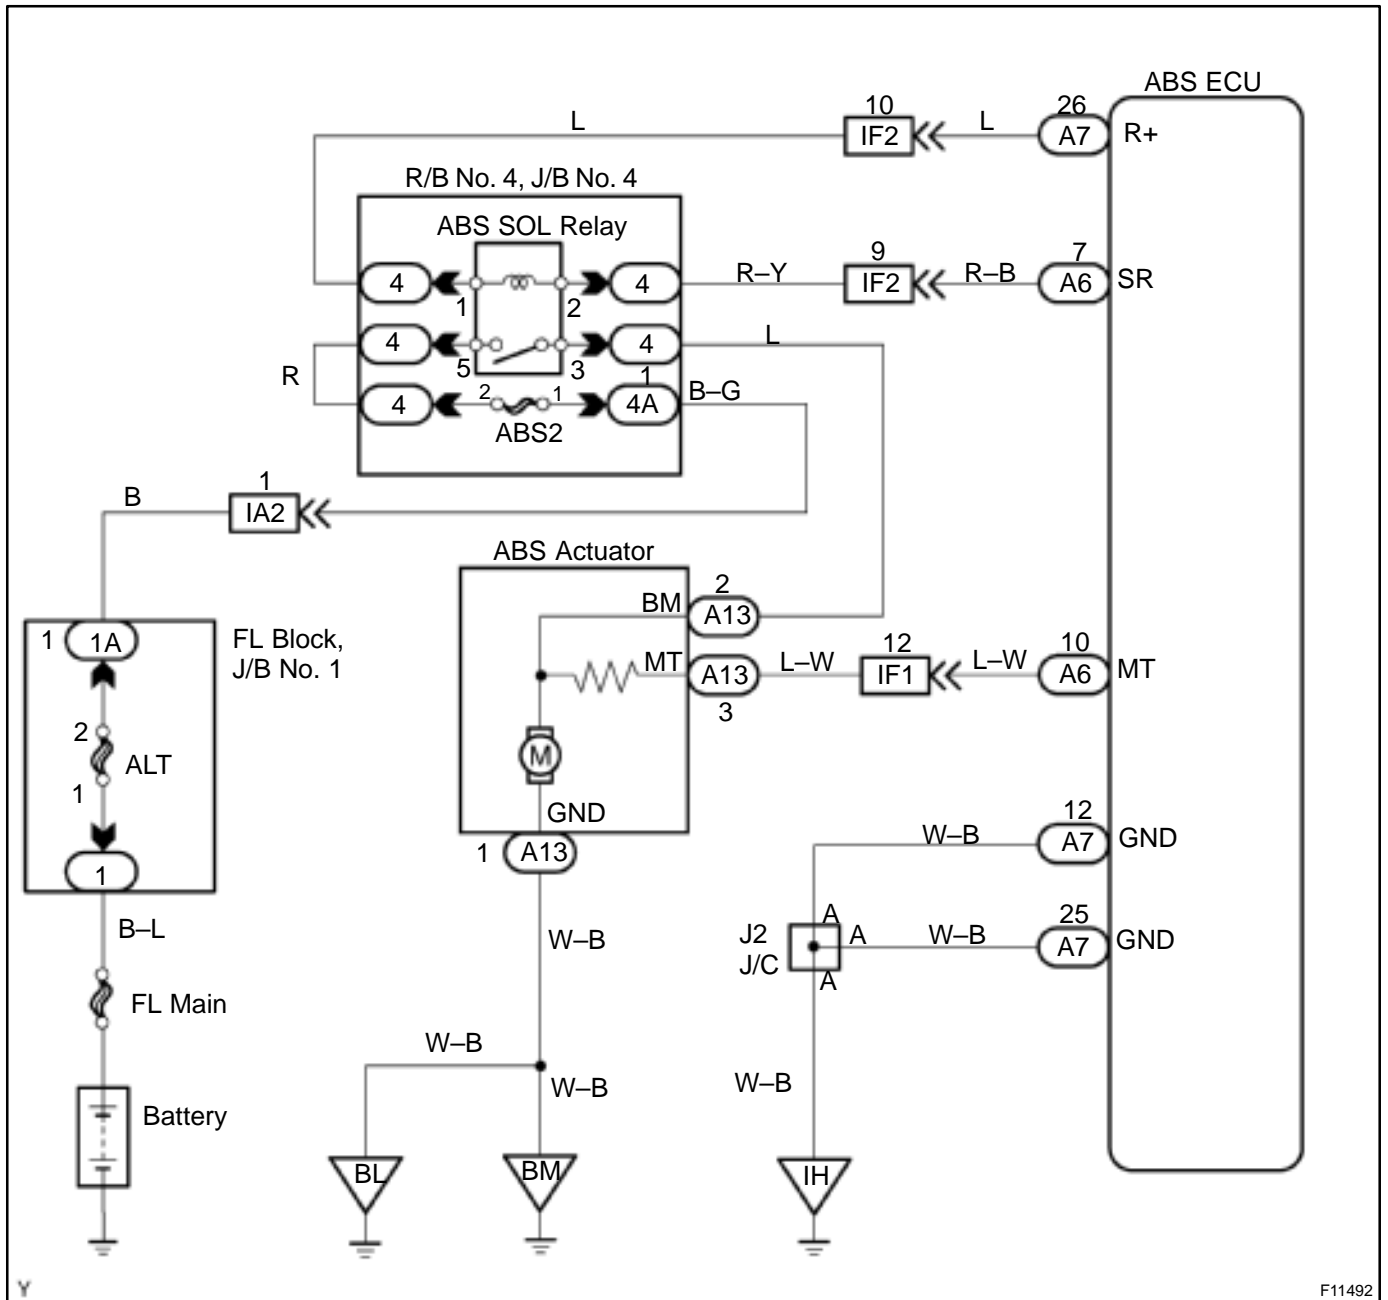 ABS ECU
10
26
L
IF2
L
A7
R+
R/B No. 4, J/B No. 4
ABS SOL Relay
9
7
4
4
R–Y
IF2
R–B
A6
SR
1
2
4
4
L
R
5
3
1
4
2
1
4A
B–G
ABS2
1
B
IA2
ABS Actuator
2
BM
A13
1
1A
FL Block,
J/B No. 1
12
10
MT
A13
L–W
IF1
L–W
A6
MT
3
2
ALT
1
M
GND
12
W–B
A7
GND
1
A13
1
B–L
25
A
J2
J/C
A
W–B
A7
GND
W–B
A
FL Main
W–B
W–B
W–B
Battery
BL
BM
IH
Y
F11492